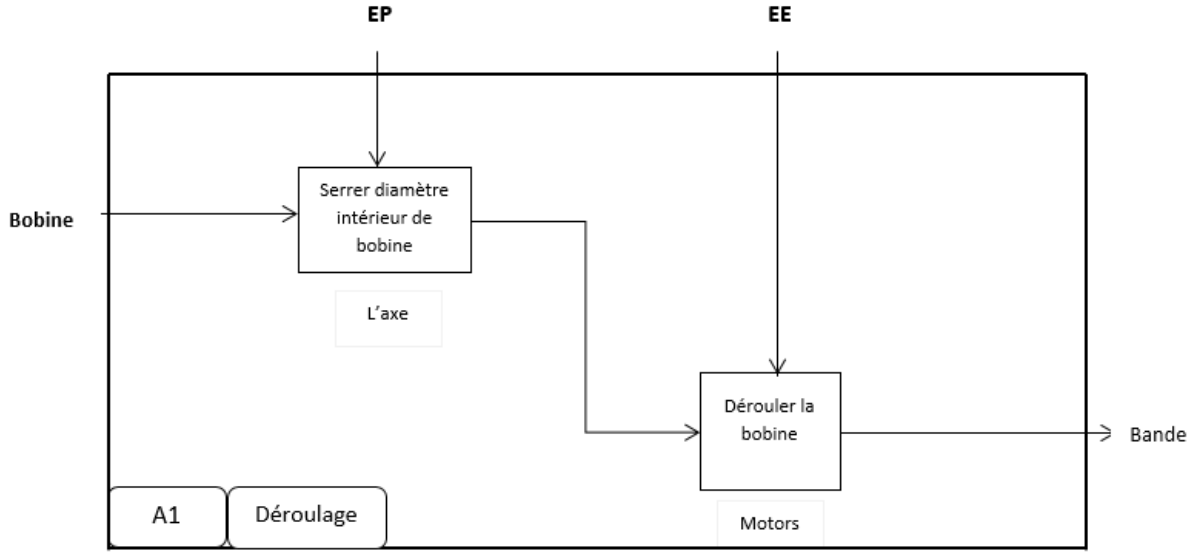 EP
EE
Bobine
Serrer diamètre
intérieur de
bobine
L'axe
Dérouler la
bobine
Bande
Motors
A1
Déroulage